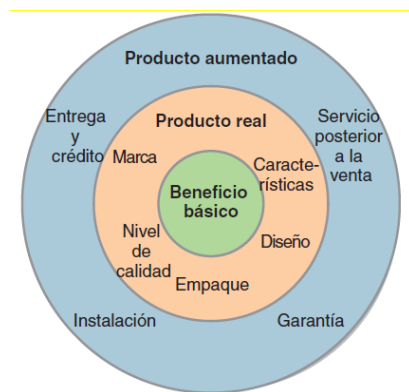 Producto aumentado
Entrega
y
crédito
Producto real
Servicio
posterior
a la
venta
Marca
Caracte-
rísticas
Beneficio
básico
Nivel
de
calidad
Diseño
Empaque
Instalación
Garantía